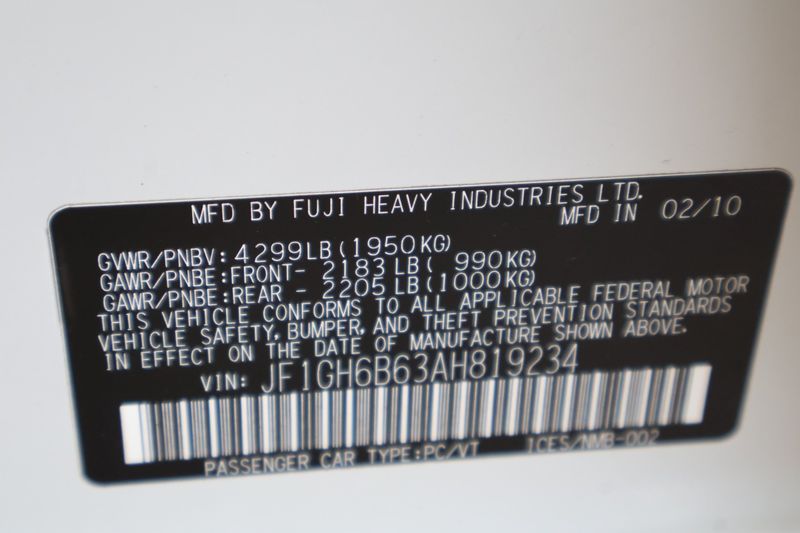 MFD BY FUJI HEAVY INDUSTRIES LTD.
MFD IN 02/10
GVWR/PNBV: 4299LB (1950KG)
GAWR/PNBE:FRONT- 2183 LB ( 990KG)
GAWR/PNBE:REAR - 2205 LB (1000KG)
THIS VEHICLE CONFORMS TO ALL APPLICABLE FEDERAL MOTOR
VEHICLE SAFETY, BUMPER, AND THEFT PREVENTION STANDARDS
IN EFFECT ON THE DATE OF MANUFACTURE SHOWN ABOVE.
VIN: JF1GH6B63AH819234
PASSENGER CAR TYPE:PC/VT ICES/NMB-002